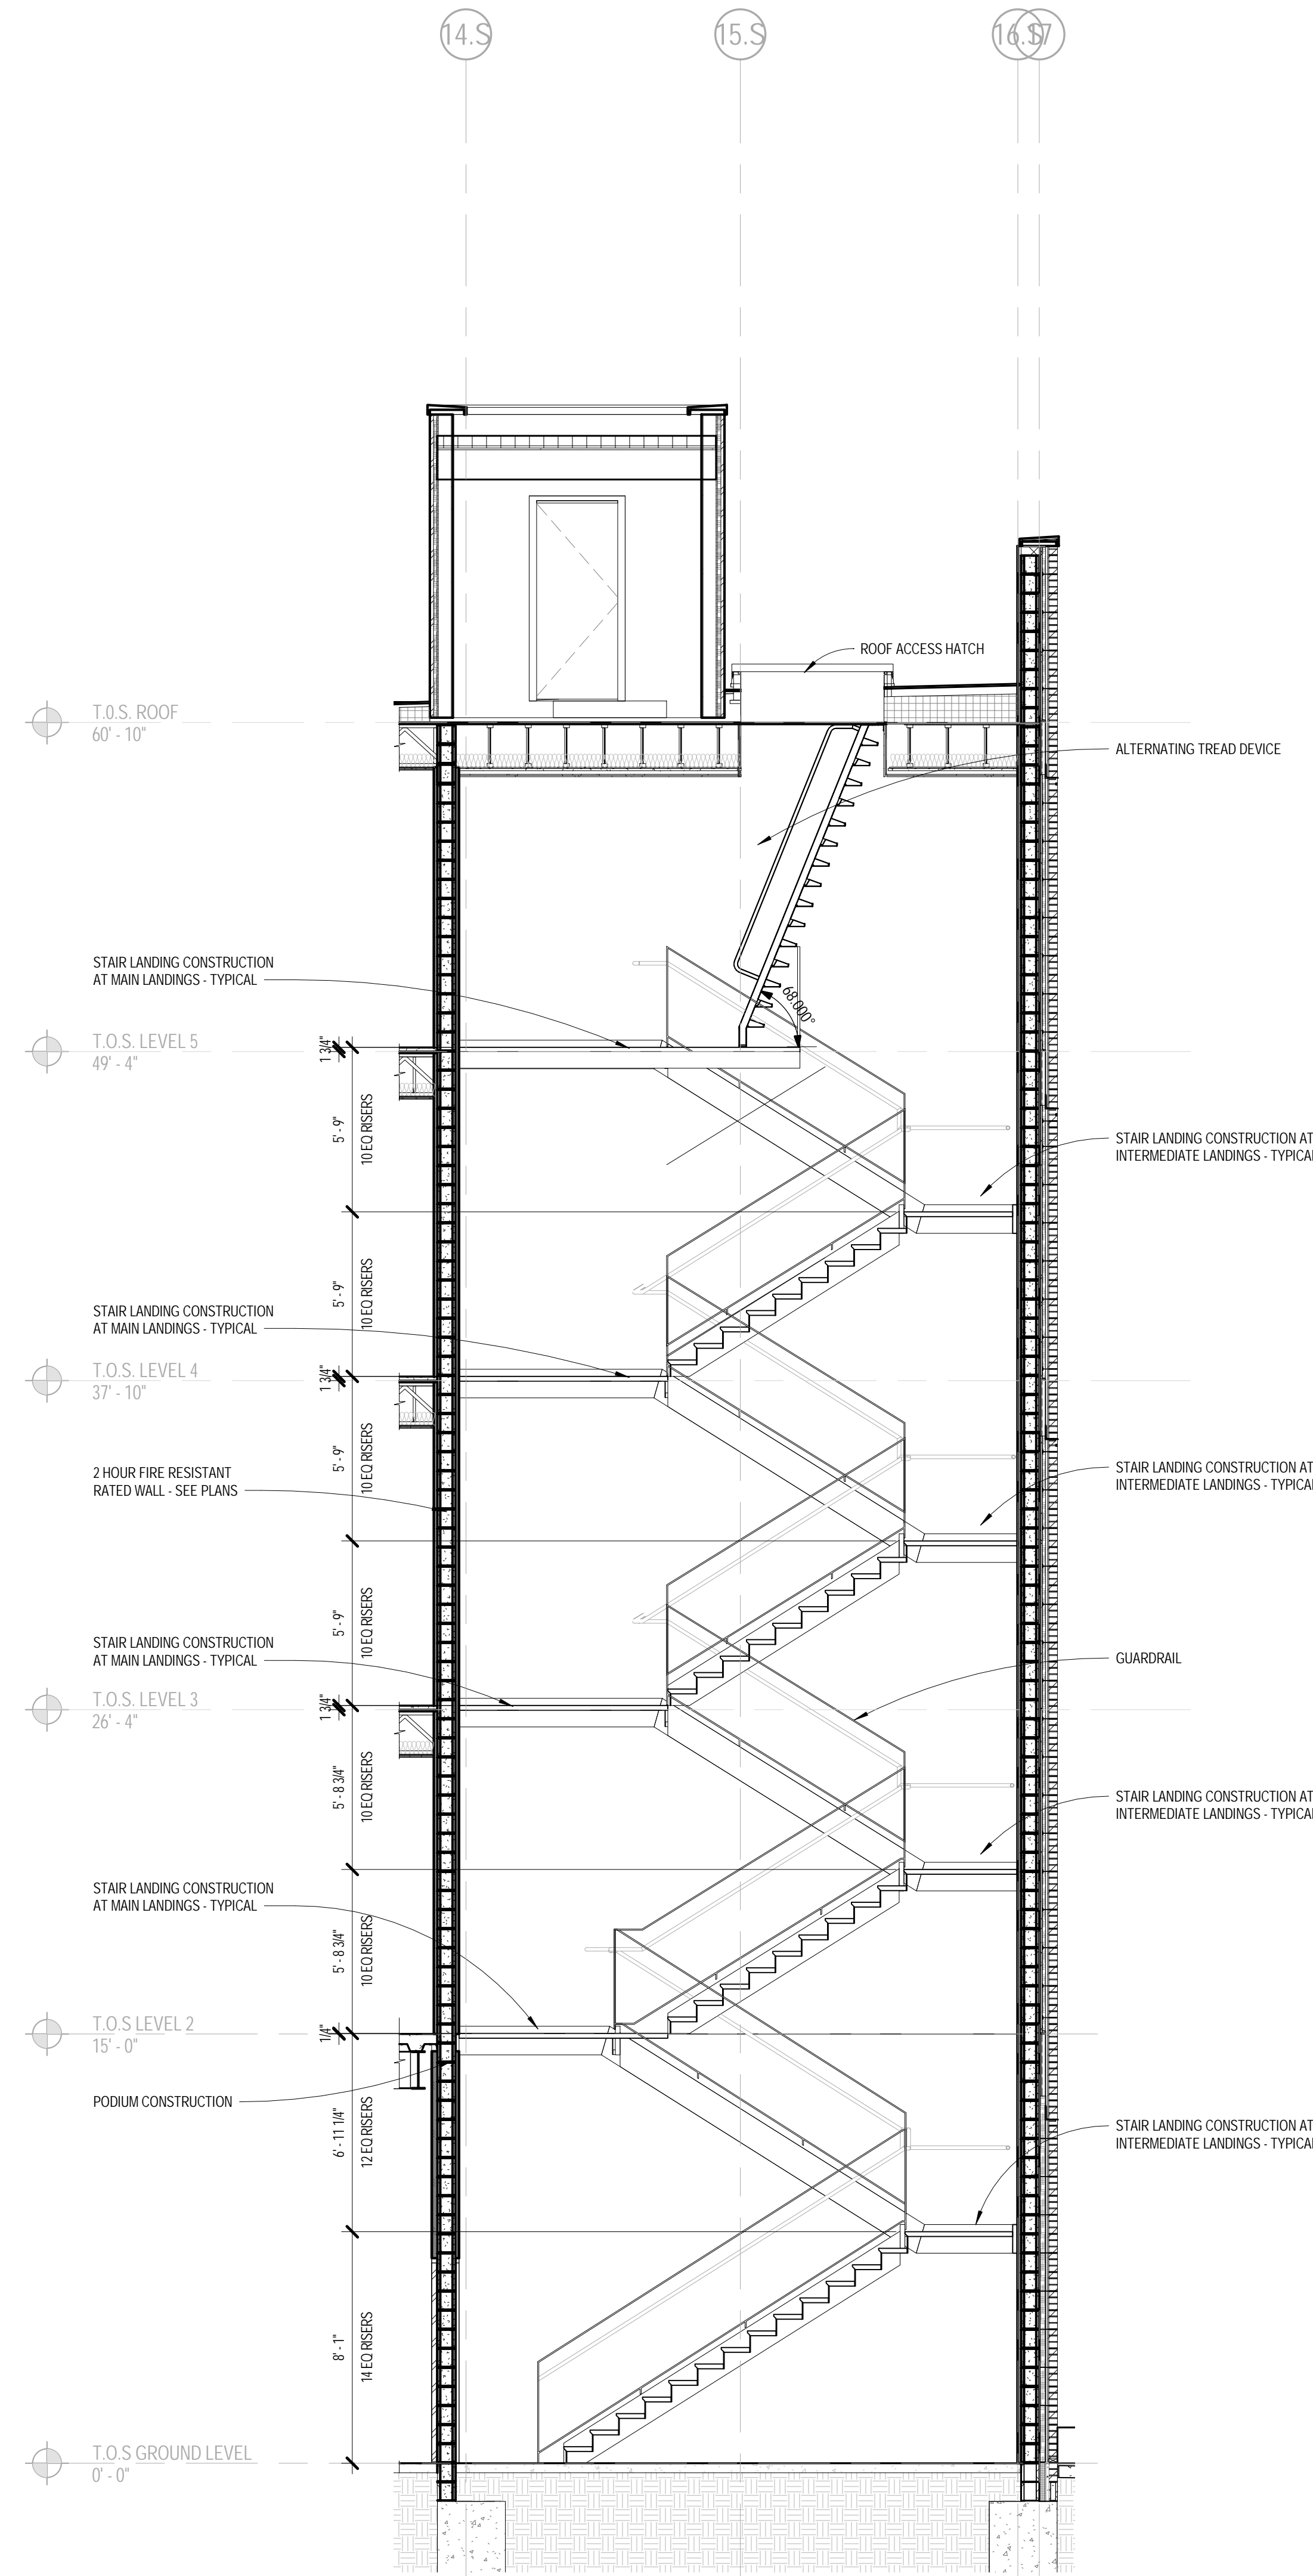 14.S
15.S
16.S
17
ROOF ACCESS HATCH
T.O.S. ROOF
60' - 10"
ALTERNATING TREAD DEVICE
STAIR LANDING CONSTRUCTION
AT MAIN LANDINGS - TYPICAL
68.000°
T.O.S. LEVEL 5
49' - 4"
1 3/4"
5' - 9"
10 EQ RISERS
STAIR LANDING CONSTRUCTION AT
INTERMEDIATE LANDINGS - TYPICAL
5' - 9"
10 EQ RISERS
STAIR LANDING CONSTRUCTION
AT MAIN LANDINGS - TYPICAL
T.O.S. LEVEL 4
37' - 10"
1 3/4"
5' - 9"
10 EQ RISERS
2 HOUR FIRE RESISTANT
RATED WALL - SEE PLANS
STAIR LANDING CONSTRUCTION AT
INTERMEDIATE LANDINGS - TYPICAL
5' - 9"
10 EQ RISERS
STAIR LANDING CONSTRUCTION
AT MAIN LANDINGS - TYPICAL
GUARDRAIL
T.O.S. LEVEL 3
26' - 4"
1 3/4"
5' - 8 3/4"
10 EQ RISERS
STAIR LANDING CONSTRUCTION AT
INTERMEDIATE LANDINGS - TYPICAL
STAIR LANDING CONSTRUCTION
AT MAIN LANDINGS - TYPICAL
5' - 8 3/4"
10 EQ RISERS
T.O.S LEVEL 2
15' - 0"
1/4"
PODIUM CONSTRUCTION
6' - 11 1/4"
12 EQ RISERS
STAIR LANDING CONSTRUCTION AT
INTERMEDIATE LANDINGS - TYPICAL
8' - 1"
14 EQ RISERS
T.O.S GROUND LEVEL
0' - 0"